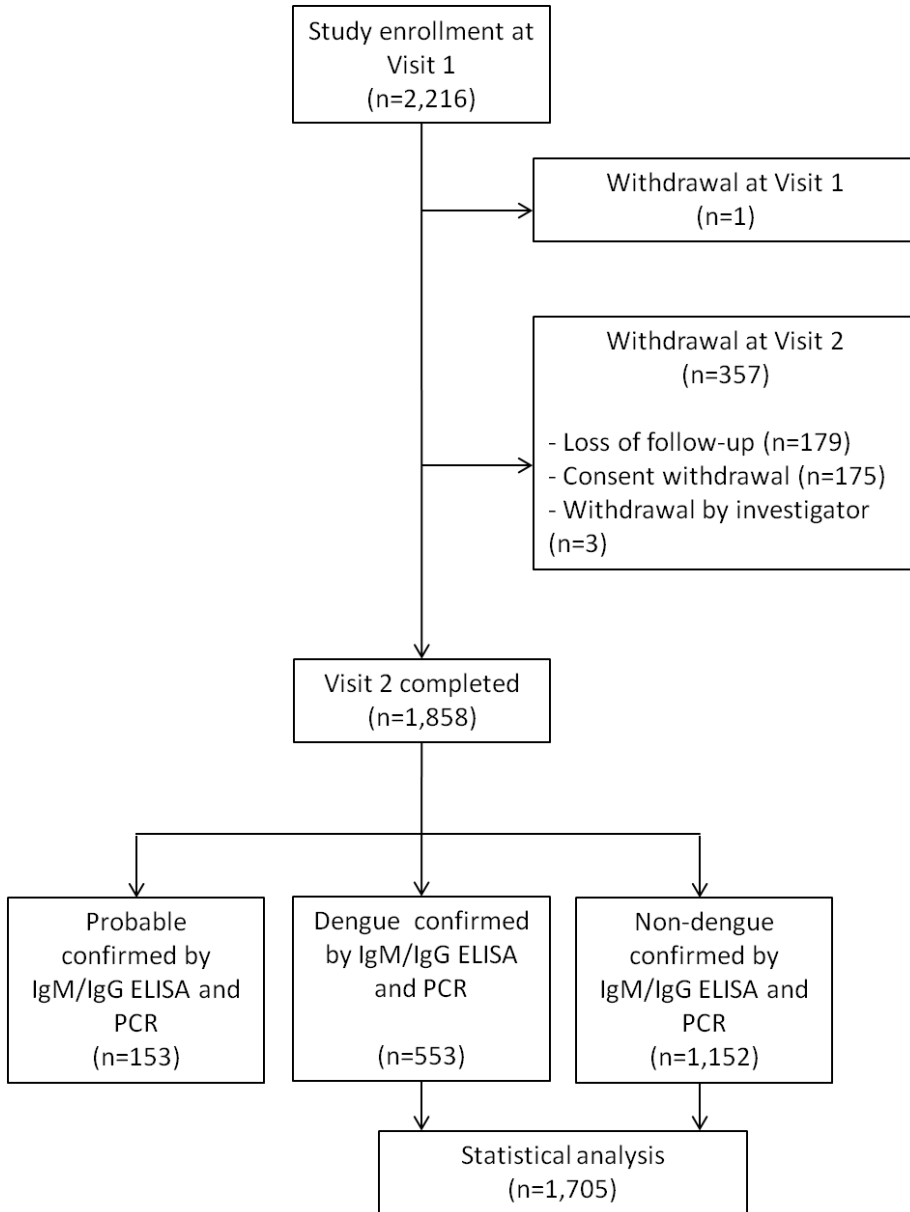 Study enrollment at
Visit 1
(n=2,216)
Withdrawal at Visit 1
(n=1)
Withdrawal at Visit 2
(n=357)
- Loss of follow-up (n=179)
- Consent withdrawal (n=175)
- Withdrawal by investigator
(n=3)
Visit 2 completed
(n=1,858)
Probable
confirmed by
IgM/IgG ELISA and
PCR
(n=153)
Dengue confirmed
by IgM/IgG ELISA
and PCR
(n=553)
Non-dengue
confirmed by
IgM/IgG ELISA and
PCR
(n=1,152)
Statistical analysis
(n=1,705)